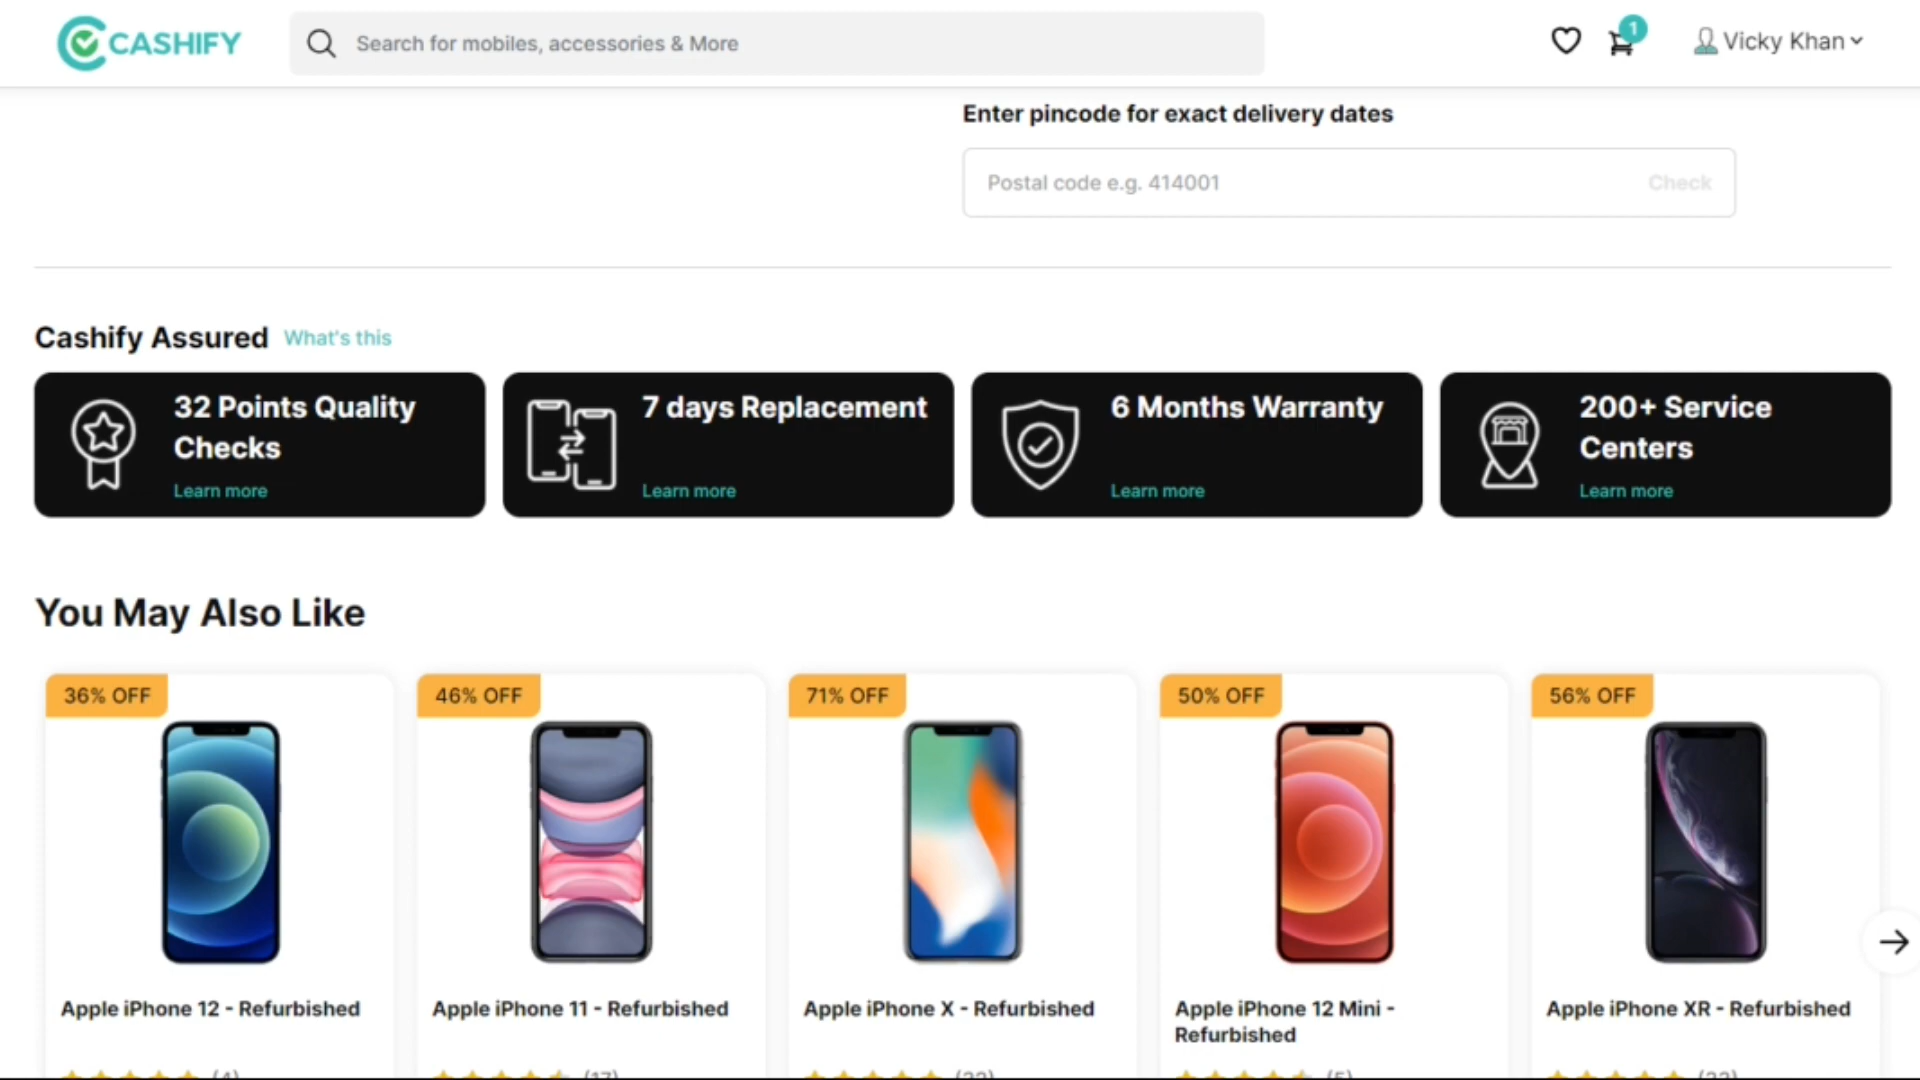 CASHIFY
Search for mobiles, accessories & More
1
Vicky Khan
Enter pincode for exact delivery dates
Postal code e.g. 414001
Check
Cashify Assured What's this
32 Points Quality
Checks
Learn more
7 days Replacement
Learn more
6 Months Warranty
Learn more
200+ Service
Centers
Learn more
You May Also Like
36% OFF
46% OFF
71% OFF
50% OFF
56% OFF
Apple iPhone 12 - Refurbished
Apple iPhone 11 - Refurbished
Apple iPhone X - Refurbished
Apple iPhone 12 Mini -
Refurbished
Apple iPhone XR - Refurbished